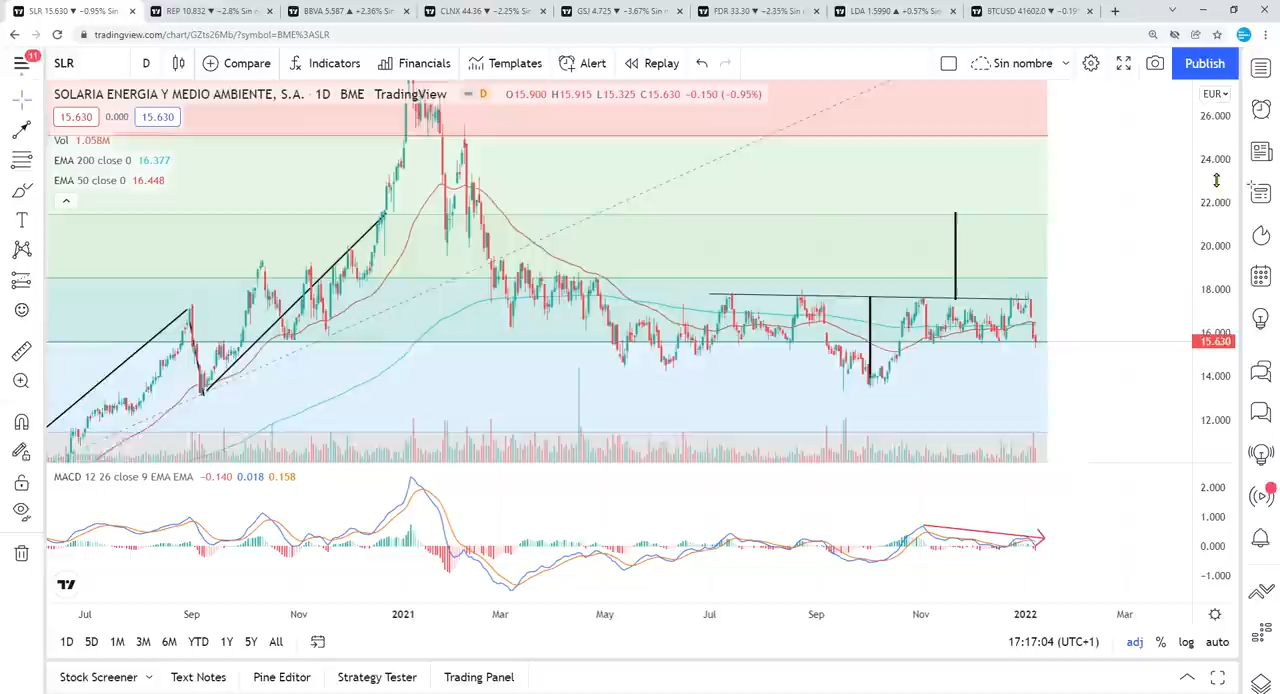 SLR 15.630 ▼ −0.95% Sin
REP 10.832 ▼ −2.8% Sin n
BBVA 5.587 ▲ +2.36% Sin
CLNX 44.36 ▼ −2.25% Sin
GSJ 4.725 ▼ −3.67% Sin n
FDR 33.30 ▼ −2.35% Sin r
LDA 1.5990 ▲ +0.57% Sin
BTCUSD 41602.0 ▼ −0.19
tradingview.com/chart/GZts26Mb/?symbol=BME%3ASLR
11
SLR D Compare Indicators Financials Templates Alert Replay Sin nombre Publish
SOLARIA ENERGIA Y MEDIO AMBIENTE, S.A. · 1D BME TradingView D O15.900 H15.915 L15.325 C15.630 −0.150 (−0.95%) EUR
15.630 0.000 15.630
Vol 1.058M
EMA 200 close 0 16.377
EMA 50 close 0 16.448
26.000
24.000
22.000
20.000
18.000
16.000
15.630
14.000
12.000
MACD 12 26 close 9 EMA EMA −0.140 0.018 0.158
2.000
1.000
0.000
−1.000
Jul Sep Nov 2021 Mar May Jul Sep Nov 2022 Mar
1D 5D 1M 3M 6M YTD 1Y 5Y All 17:17:04 (UTC+1) adj % log auto
Stock Screener Text Notes Pine Editor Strategy Tester Trading Panel